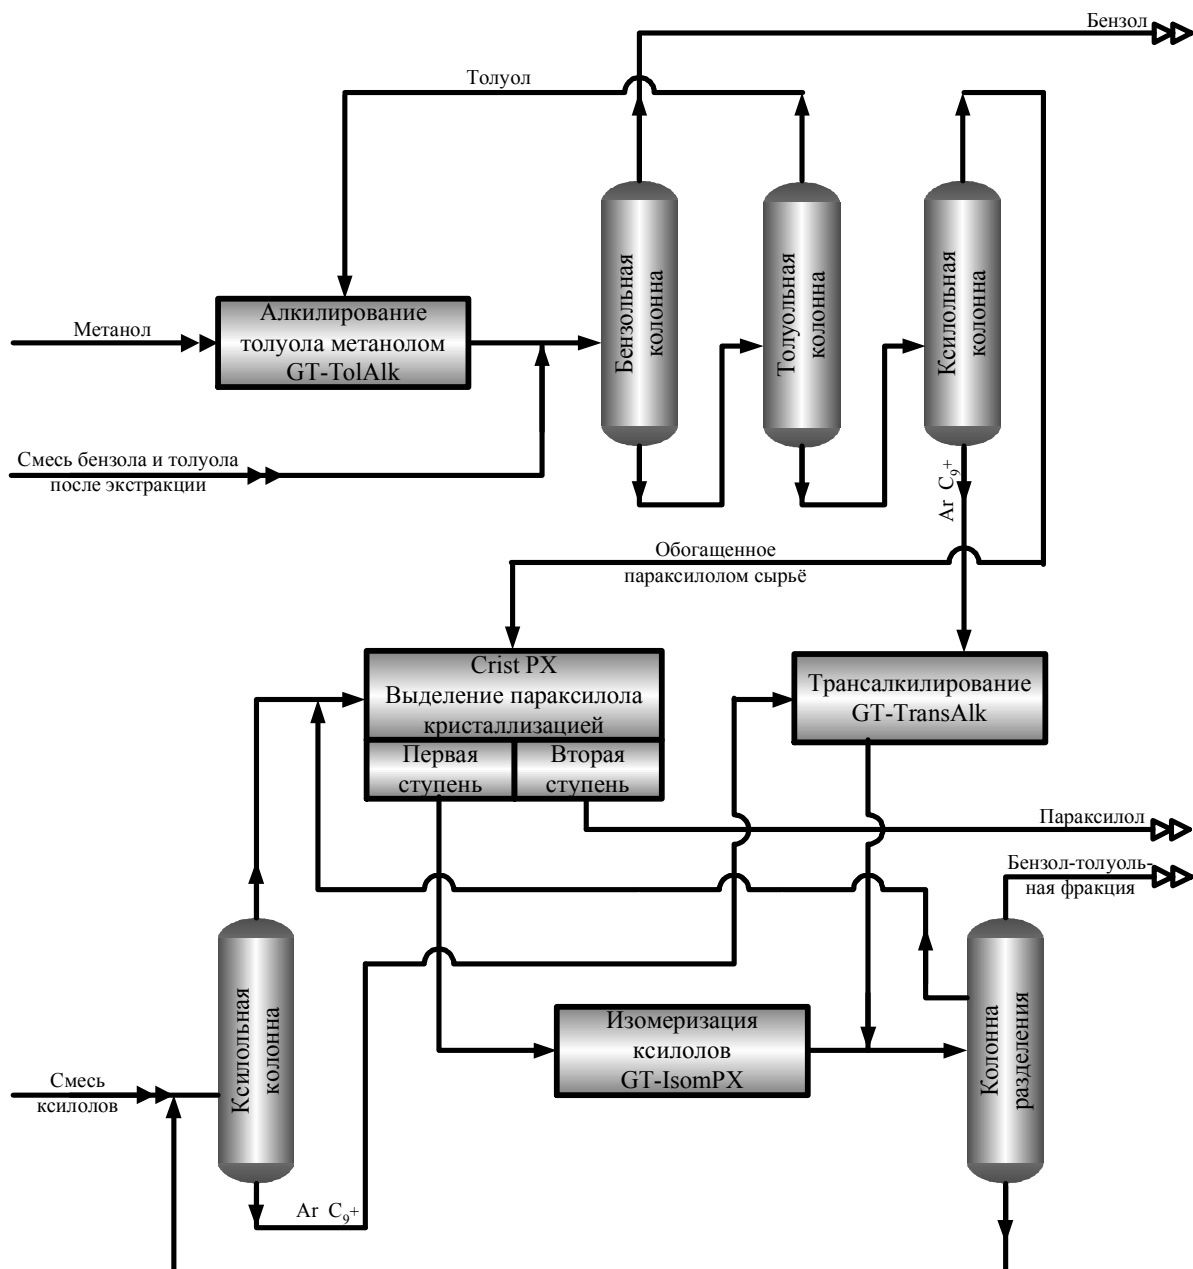 Бензол
Толуол
Метанол
Алкилирование
толуола метанолом
GT-TolAlk
Бензольная
колонна
Толуольная
колонна
Ксилольная
колонна
Смесь бензола и толуола
после экстракции
Ar C₉+
Обогащенное
параксилолом сырьё
Crist PX
Выделение параксилола
кристаллизацией
Первая
ступень
Вторая
ступень
Трансалкилирование
GT-TransAlk
Параксилол
Бензол-толуоль-
ная фракция
Ксилольная
колонна
Изомеризация
ксилолов
GT-IsomPX
Колонна
разделения
Смесь
ксилолов
Ar C₉+